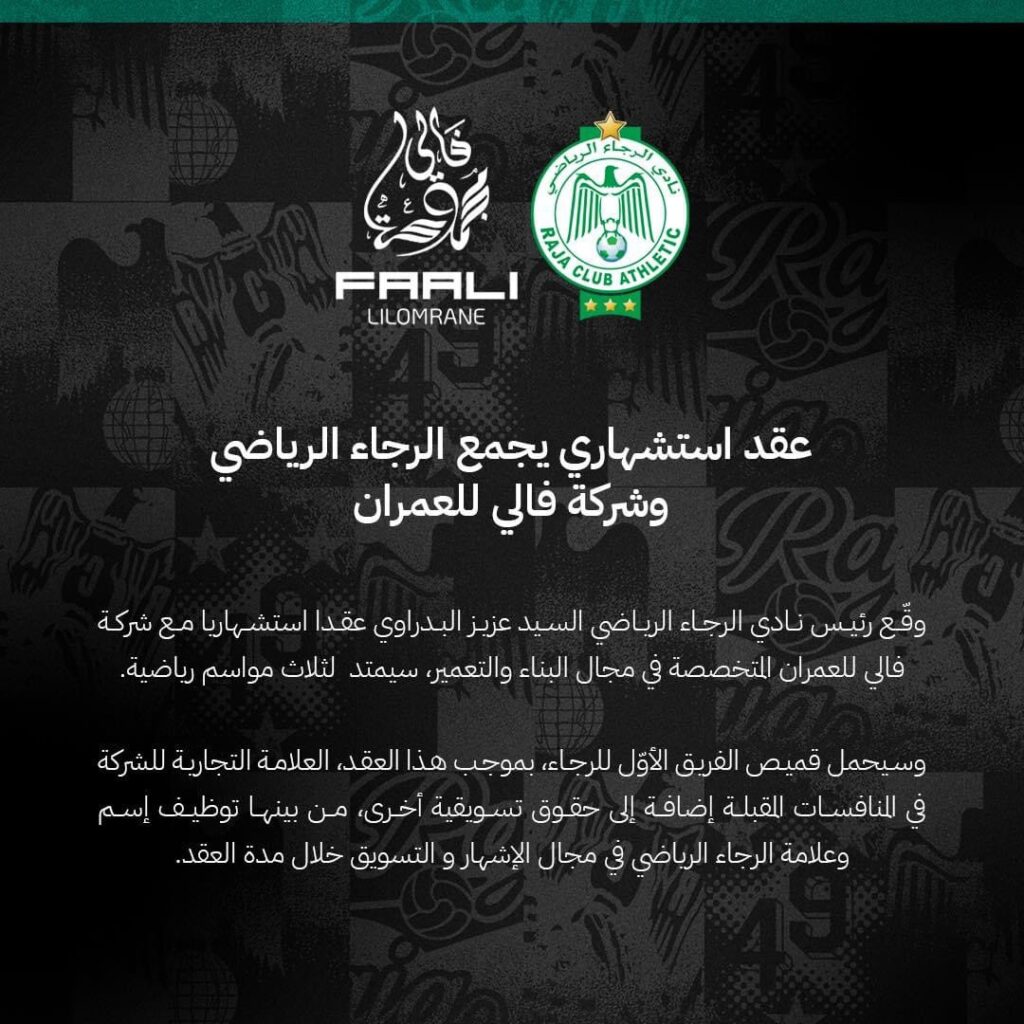 فالي
مجموعة
FAALI
LILOMRANE
نادي الرجاء الرياضي
RAJA CLUB ATHLETIC
عقد استشهاري يجمع الرجاء الرياضي
وشركة فالي للعمران
وقّع رئيس نادي الرجاء الرياضي السيد عزيز البدراوي عقدا استشهاريا مع شركة
فالي للعمران المتخصصة في مجال البناء والتعمير، سيمتد لثلاث مواسم رياضية.
وسيحمل قميص الفريق الأوّل للرجاء، بموجب هذا العقد، العلامة التجارية للشركة
في المنافسات المقبلة إضافة إلى حقوق تسويقية أخرى، من بينها توظيف إسم
وعلامة الرجاء الرياضي في مجال الإشهار و التسويق خلال مدة العقد.
Raja
49